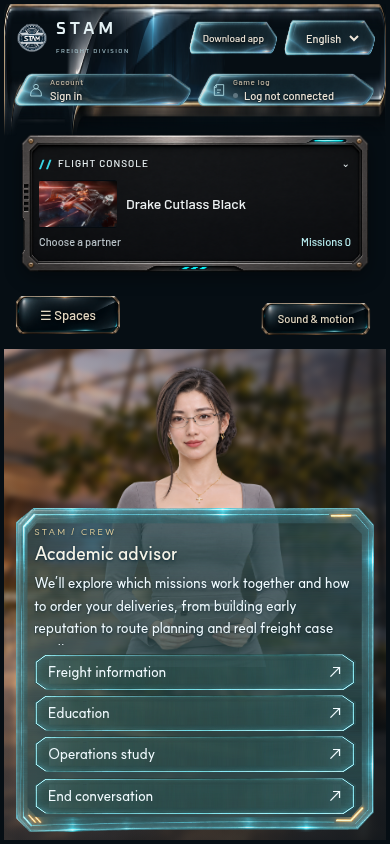 STAM
STAM
FREIGHT DIVISION
Download app
English
Account
Sign in
Game log
Log not connected
// FLIGHT CONSOLE
Drake Cutlass Black
Choose a partner
Missions 0
☰ Spaces
Sound & motion
STAM / CREW
Academic advisor
We'll explore which missions work together and how
to order your deliveries, from building early
reputation to route planning and real freight case
Freight information
Education
Operations study
End conversation